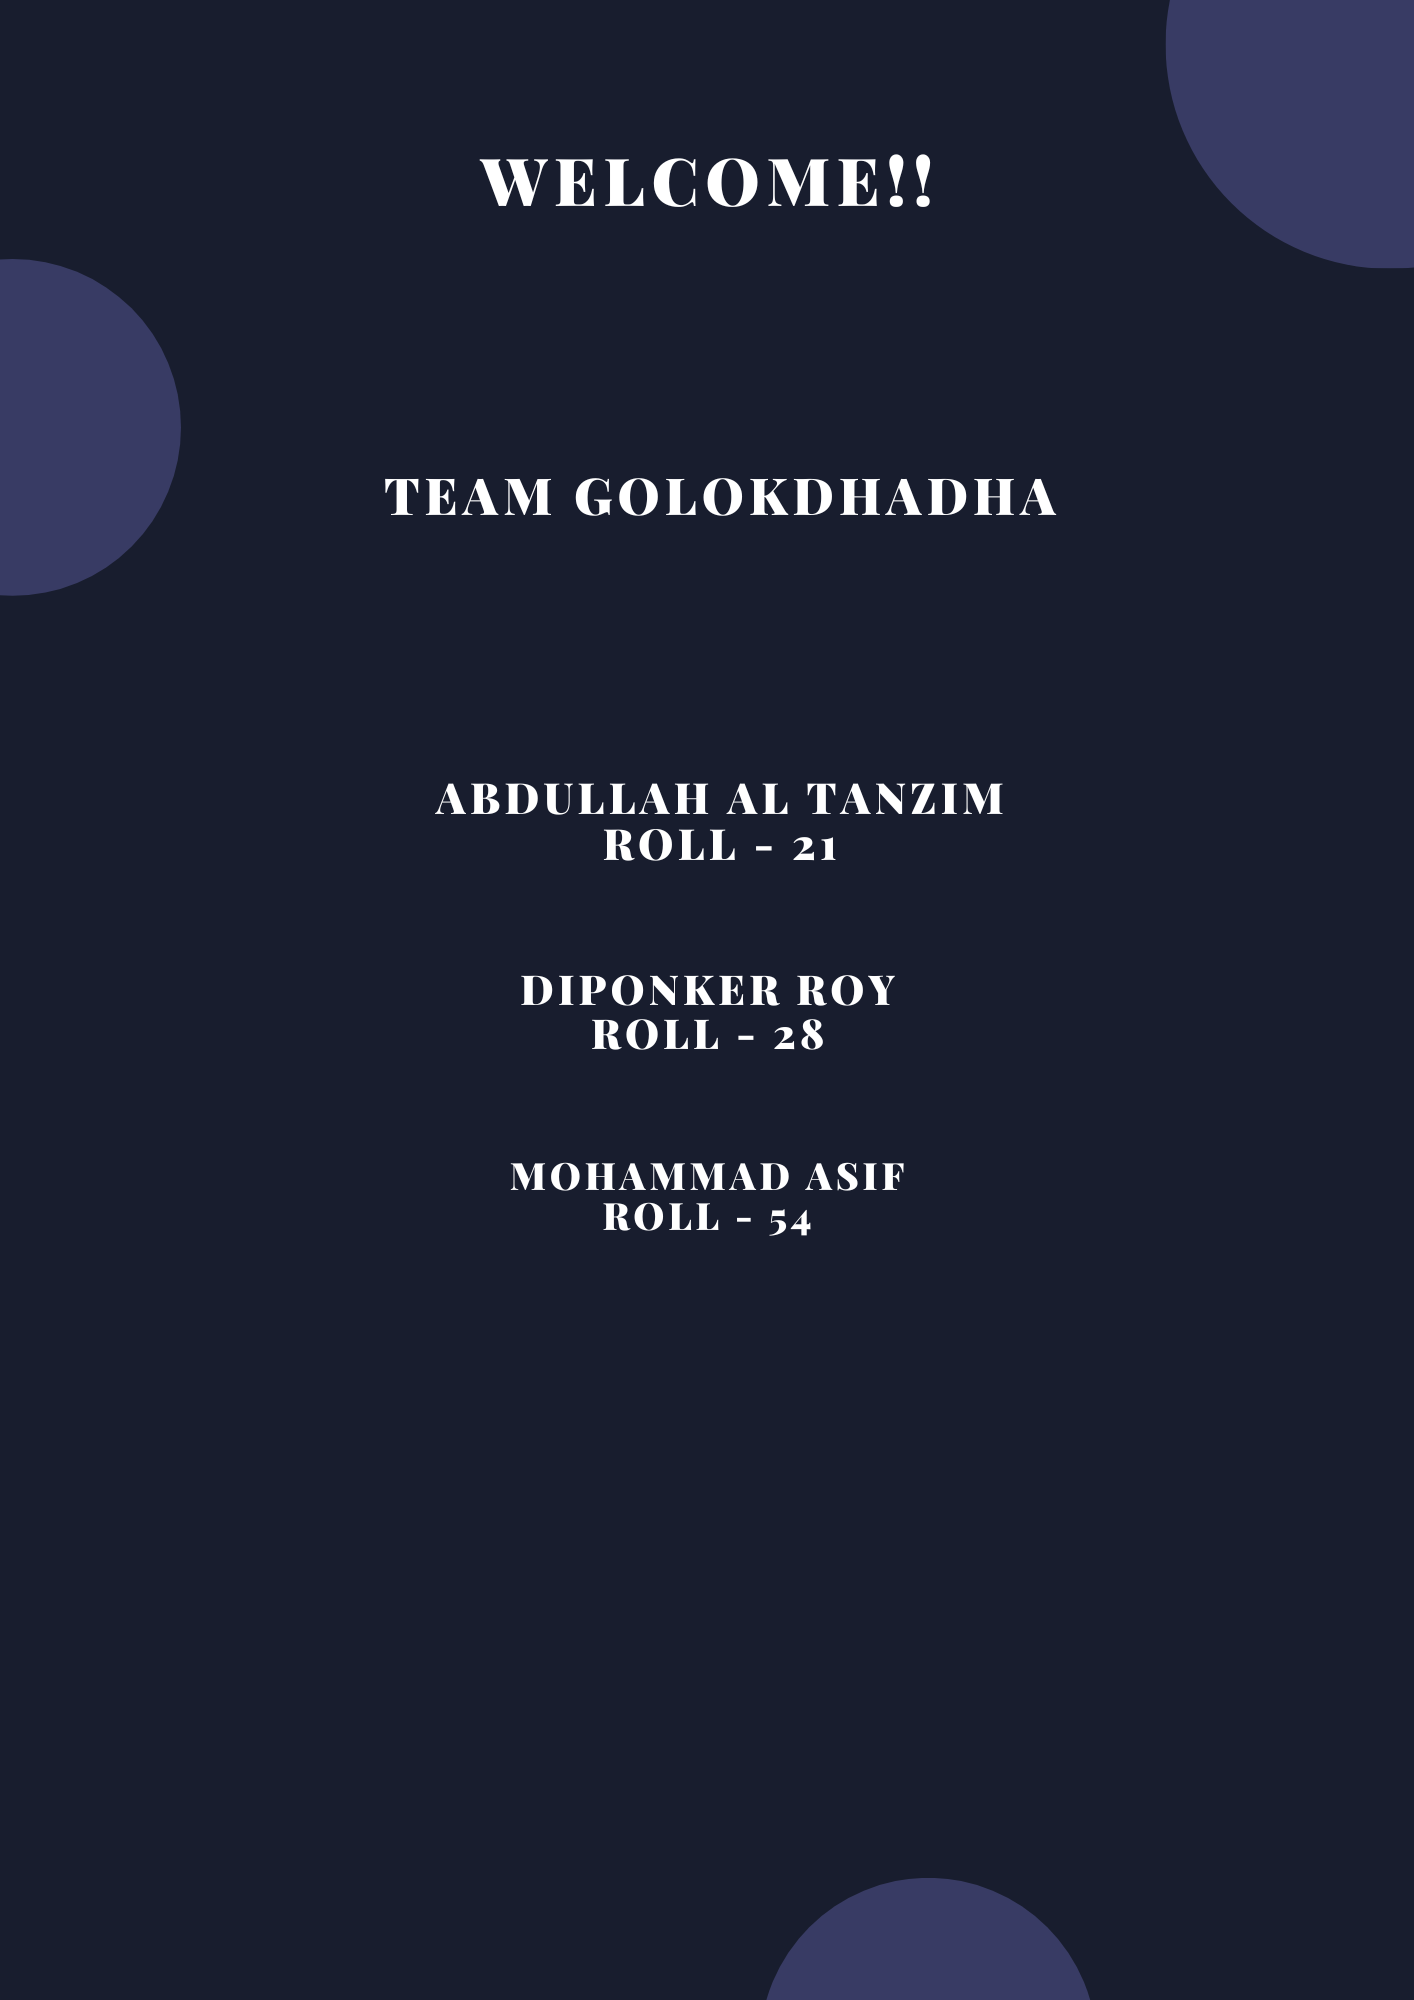 WELCOME!!
TEAM GOLOKDHADHA
ABDULLAH AL TANZIM
ROLL - 21
DIPONKER ROY
ROLL - 28
MOHAMMAD ASIF
ROLL - 54